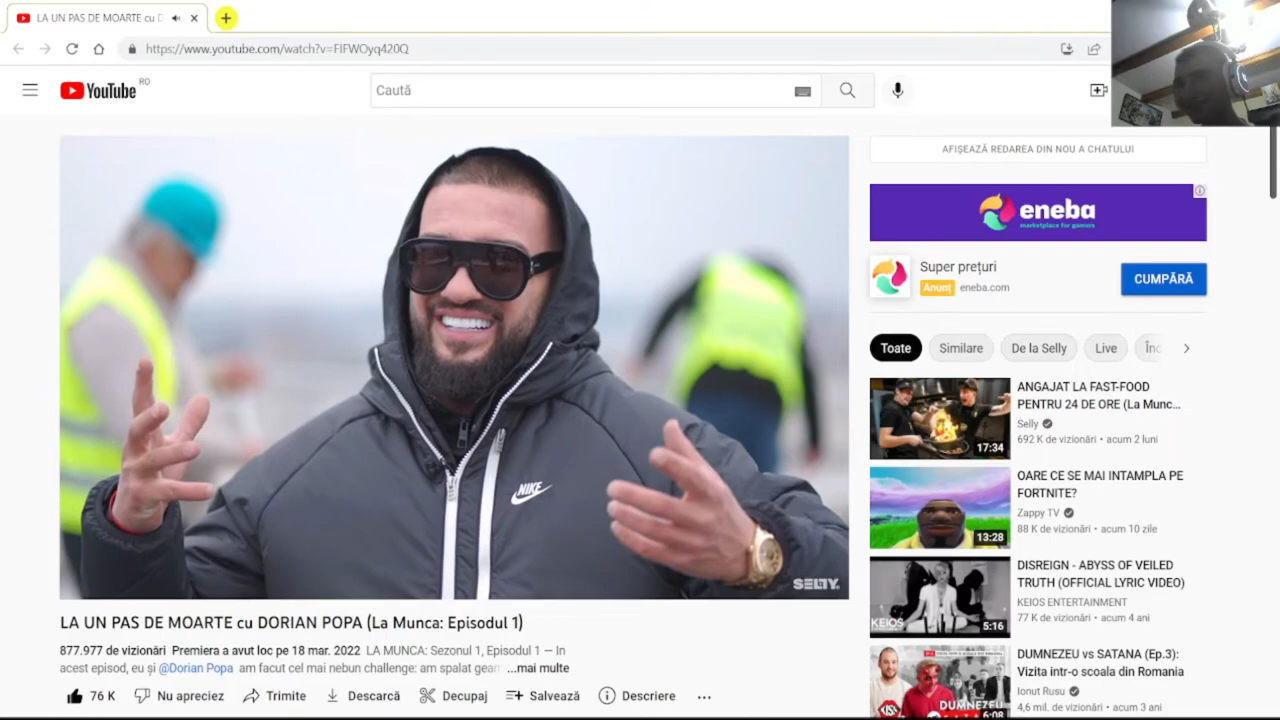 LA UN PAS DE MOARTE cu D
https://www.youtube.com/watch?v=FIFWOyq420Q
YouTube RO
Caută
NIKE
SELTY.
LA UN PAS DE MOARTE cu DORIAN POPA (La Munca: Episodul 1)
877.977 de vizionări Premiera a avut loc pe 18 mar. 2022 LA MUNCA: Sezonul 1, Episodul 1 — In
acest episod, eu și @Dorian Popa am facut cel mai nebun challenge: am spalat geam ...mai multe
76 K Nu apreciez Trimite Descarcă Decupaj Salvează Descriere
AFIȘEAZĂ REDAREA DIN NOU A CHATULUI
eneba
marketplace for gamers
Super prețuri
Anunț eneba.com
CUMPĂRĂ
Toate Similare De la Selly Live Înc
17:34
ANGAJAT LA FAST-FOOD
PENTRU 24 DE ORE (La Munc...
Selly
692 K de vizionări • acum 2 luni
13:28
OARE CE SE MAI INTAMPLA PE
FORTNITE?
Zappy TV
88 K de vizionări • acum 10 zile
KEIOS
5:16
DISREIGN - ABYSS OF VEILED
TRUTH (OFFICIAL LYRIC VIDEO)
KEIOS ENTERTAINMENT
77 K de vizionări • acum 4 ani
DUMNEZEU
6:08
DUMNEZEU vs SATANA (Ep.3):
Vizita intr-o scoala din Romania
Ionut Rusu
4,6 mil. de vizionări • acum 3 ani